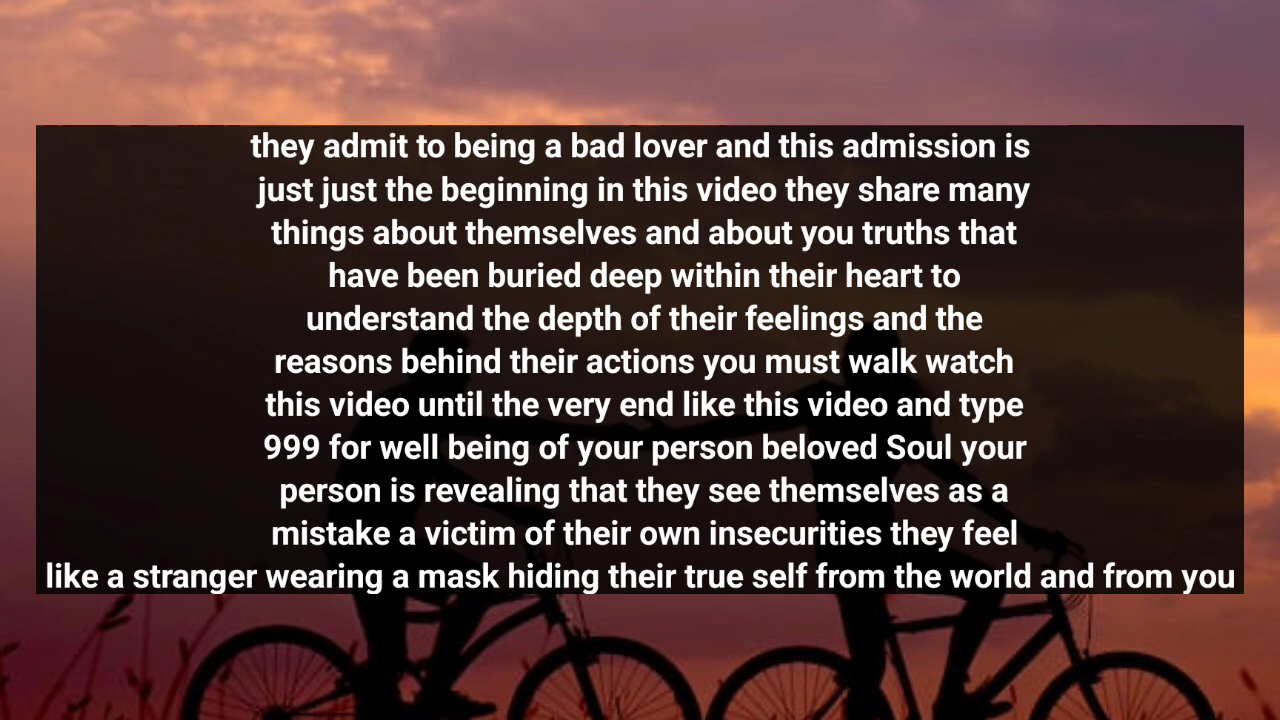 they admit to being a bad lover and this admission is
just just the beginning in this video they share many
things about themselves and about you truths that
have been buried deep within their heart to
understand the depth of their feelings and the
reasons behind their actions you must walk watch
this video until the very end like this video and type
999 for well being of your person beloved Soul your
person is revealing that they see themselves as a
mistake a victim of their own insecurities they feel
like a stranger wearing a mask hiding their true self from the world and from you